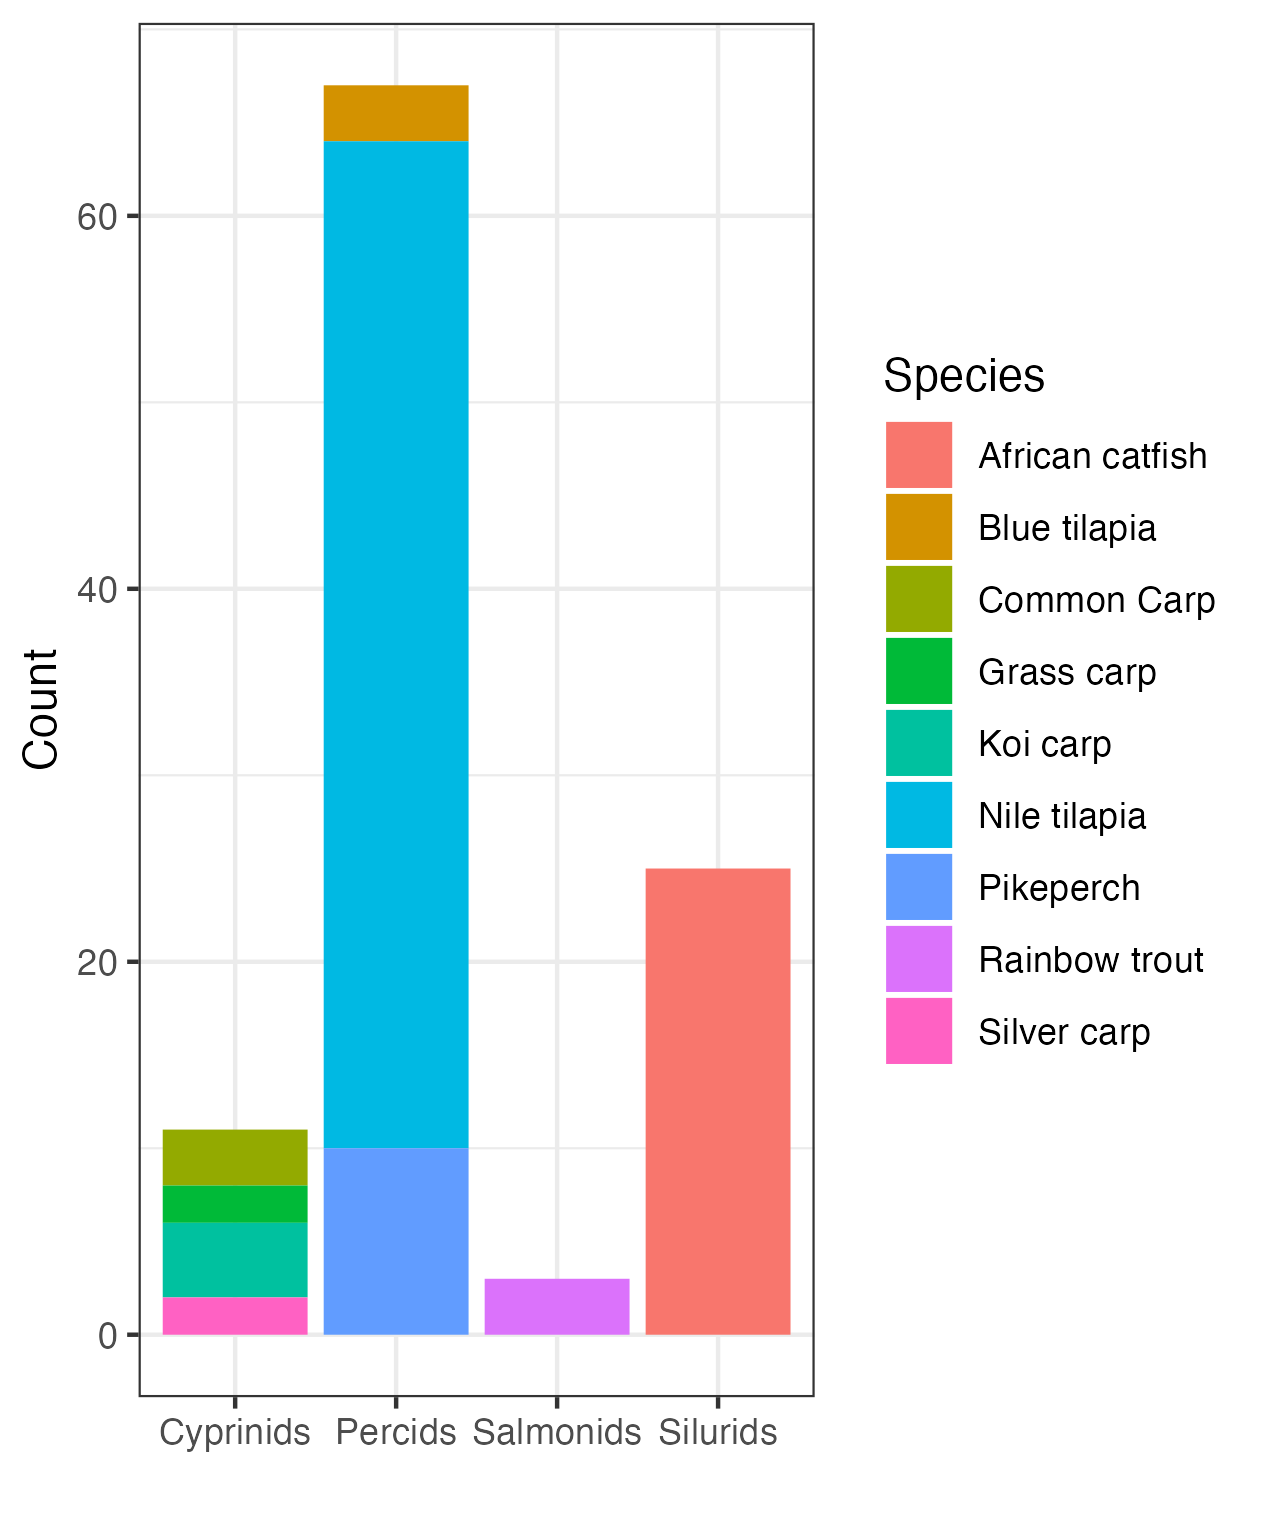 60
40
20
0
Count
Cyprinids Percids Salmonids Silurids
Species
African catfish
Blue tilapia
Common Carp
Grass carp
Koi carp
Nile tilapia
Pikeperch
Rainbow trout
Silver carp